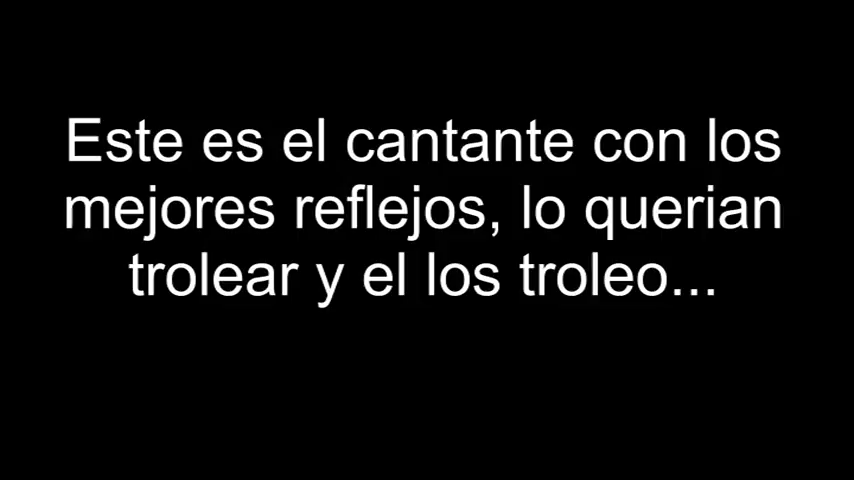 Este es el cantante con los
mejores reflejos, lo querian
trolear y el los troleo...